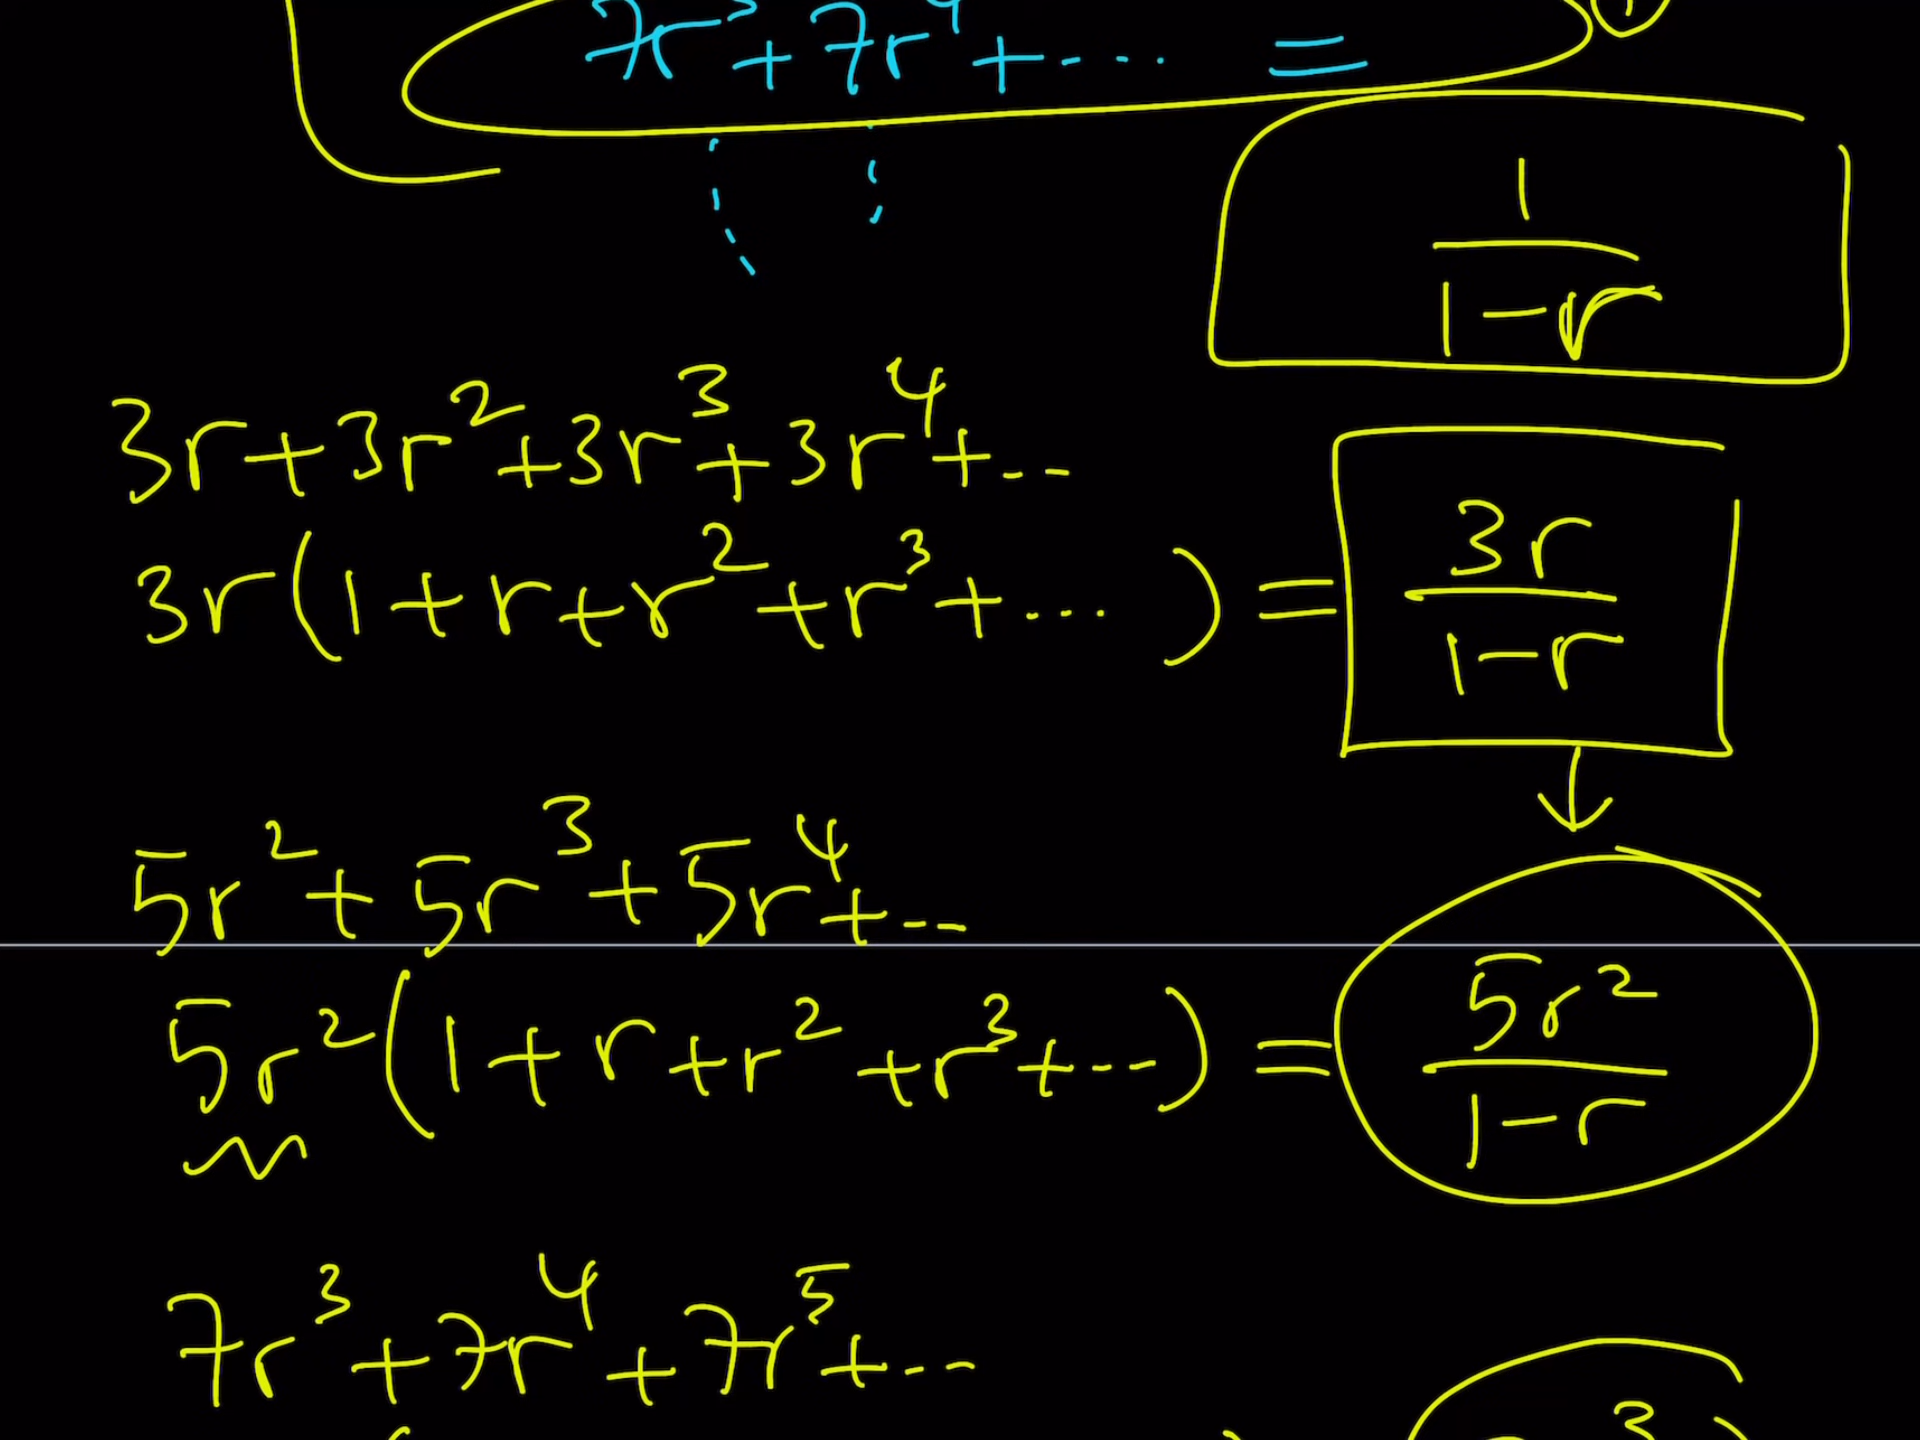 7r³ + 7r⁴ + .... =
1/(1-r)
3r + 3r² + 3r³ + 3r⁴ + ..
3r(1 + r + r² + r³ + ... ) = 3r/(1-r)
5r² + 5r³ + 5r⁴ + ..
5r²(1 + r + r² + r³ + ...) = 5r²/(1-r)
7r³ + 7r⁴ + 7r⁵ + ..
3